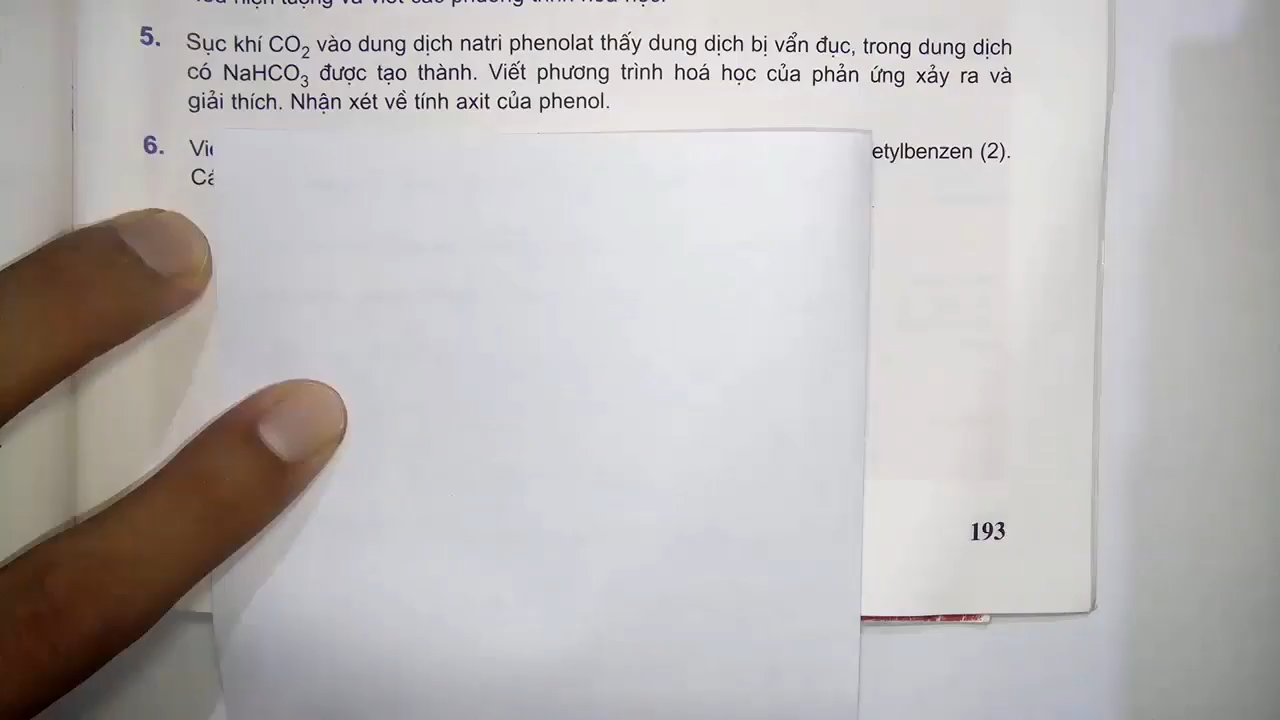 5. Sục khí CO₂ vào dung dịch natri phenolat thấy dung dịch bị vẩn đục, trong dung dịch
có NaHCO₃ được tạo thành. Viết phương trình hoá học của phản ứng xảy ra và
giải thích. Nhận xét về tính axit của phenol.
6. etylbenzen (2).
193